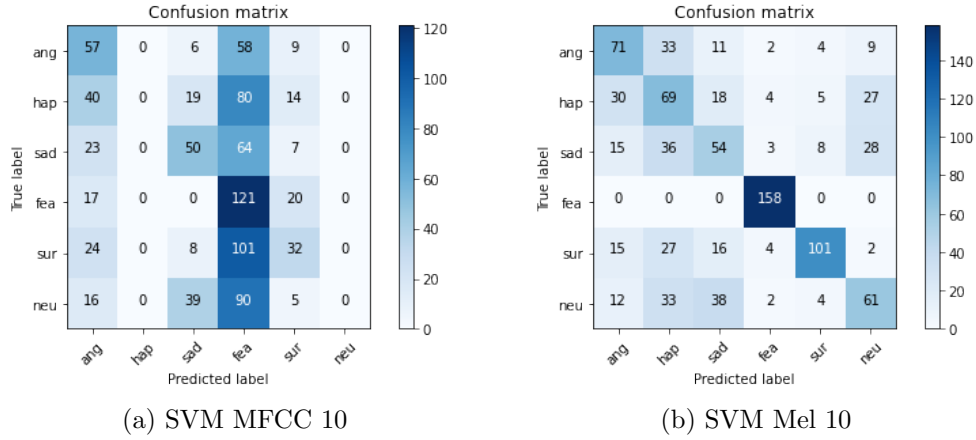 Confusion matrix
ang 57 0 6 58 9 0
hap 40 0 19 80 14 0
sad 23 0 50 64 7 0
fea 17 0 0 121 20 0
sur 24 0 8 101 32 0
neu 16 0 39 90 5 0
ang hap sad fea sur neu
True label
Predicted label
120
100
80
60
40
20
0
(a) SVM MFCC 10
Confusion matrix
ang 71 33 11 2 4 9
hap 30 69 18 4 5 27
sad 15 36 54 3 8 28
fea 0 0 0 158 0 0
sur 15 27 16 4 101 2
neu 12 33 38 2 4 61
ang hap sad fea sur neu
True label
Predicted label
140
120
100
80
60
40
20
0
(b) SVM Mel 10